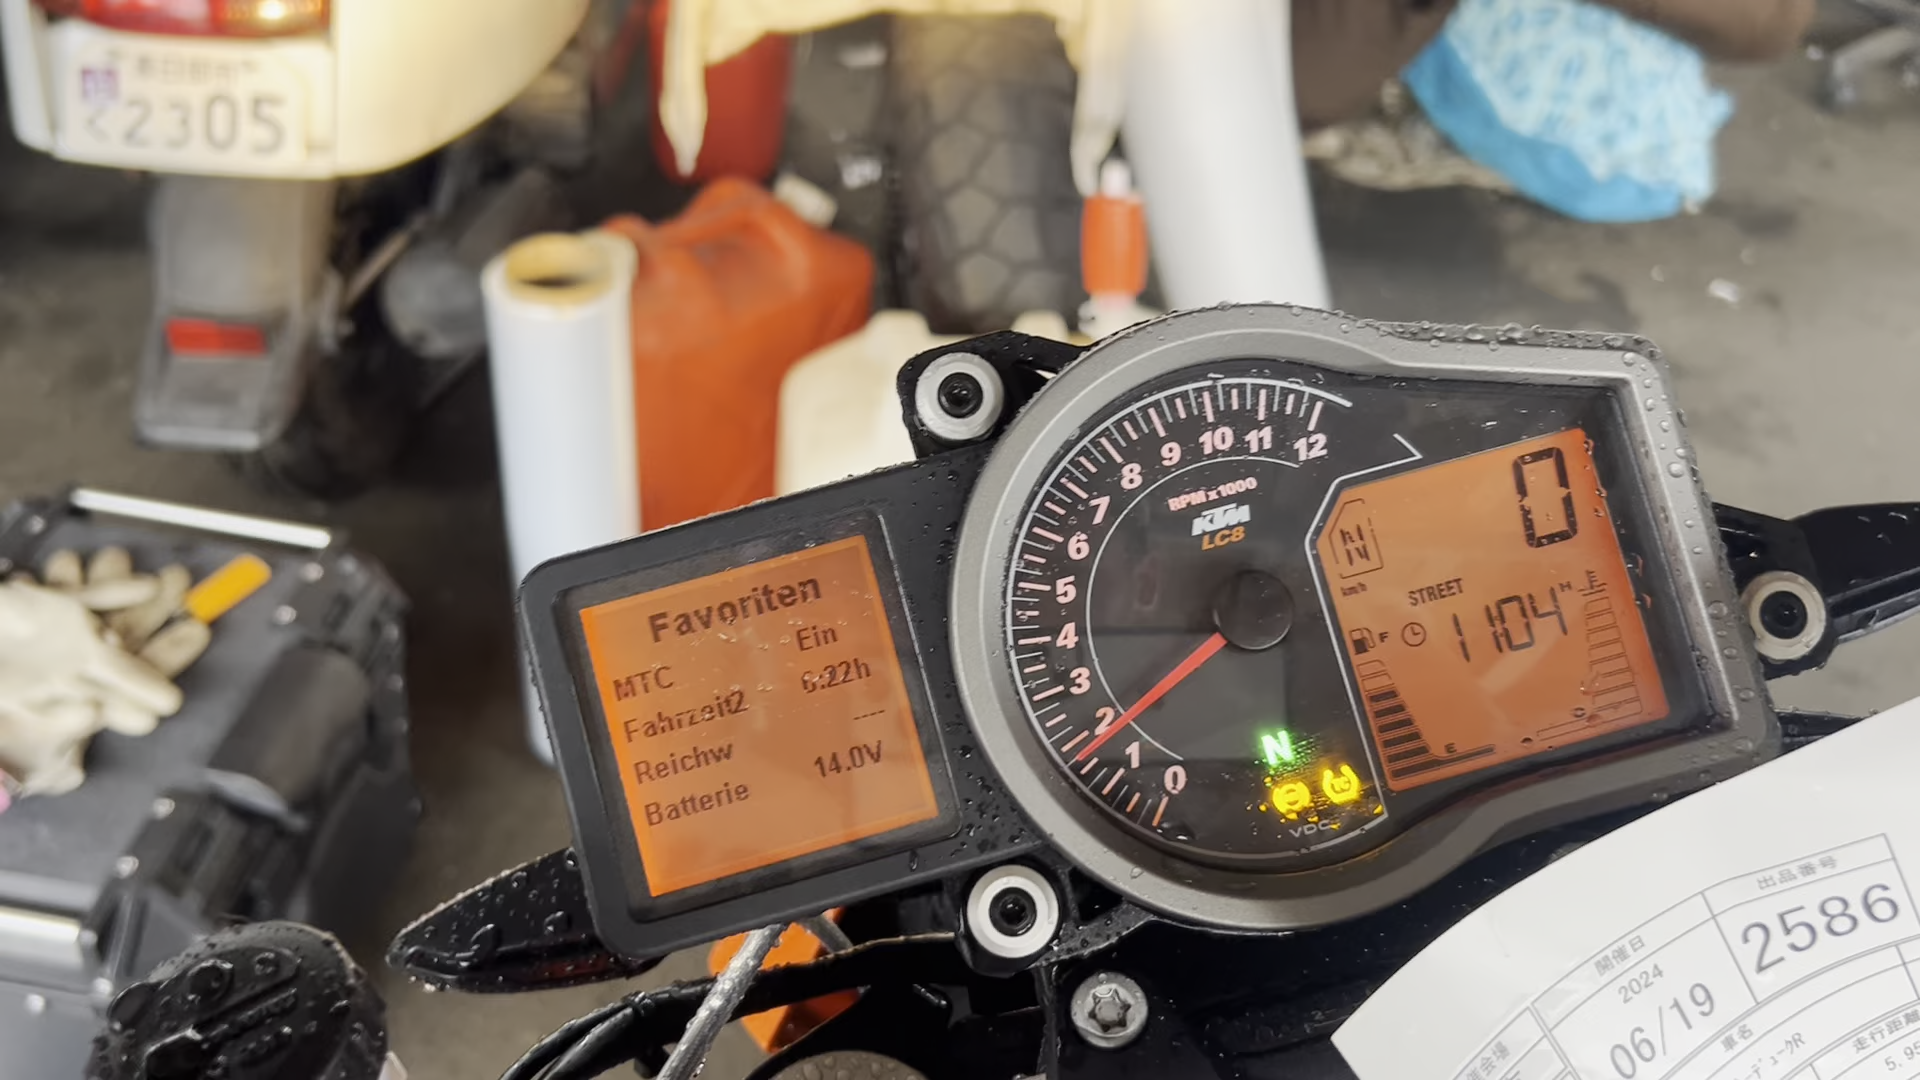 2305
Favoriten
MTC Ein
Fahrzeit2 6:22h
Reichw ----
Batterie 14.0V
0
1
2
3
4
5
6
7
8
9
10
11
12
RPM x 1000
KTM
LC8
N
VDO
0
N
km/h
STREET
1104 H
F
E
C
出品番号
2586
開催日
2024
06/19
車名
デュークR
走行距離